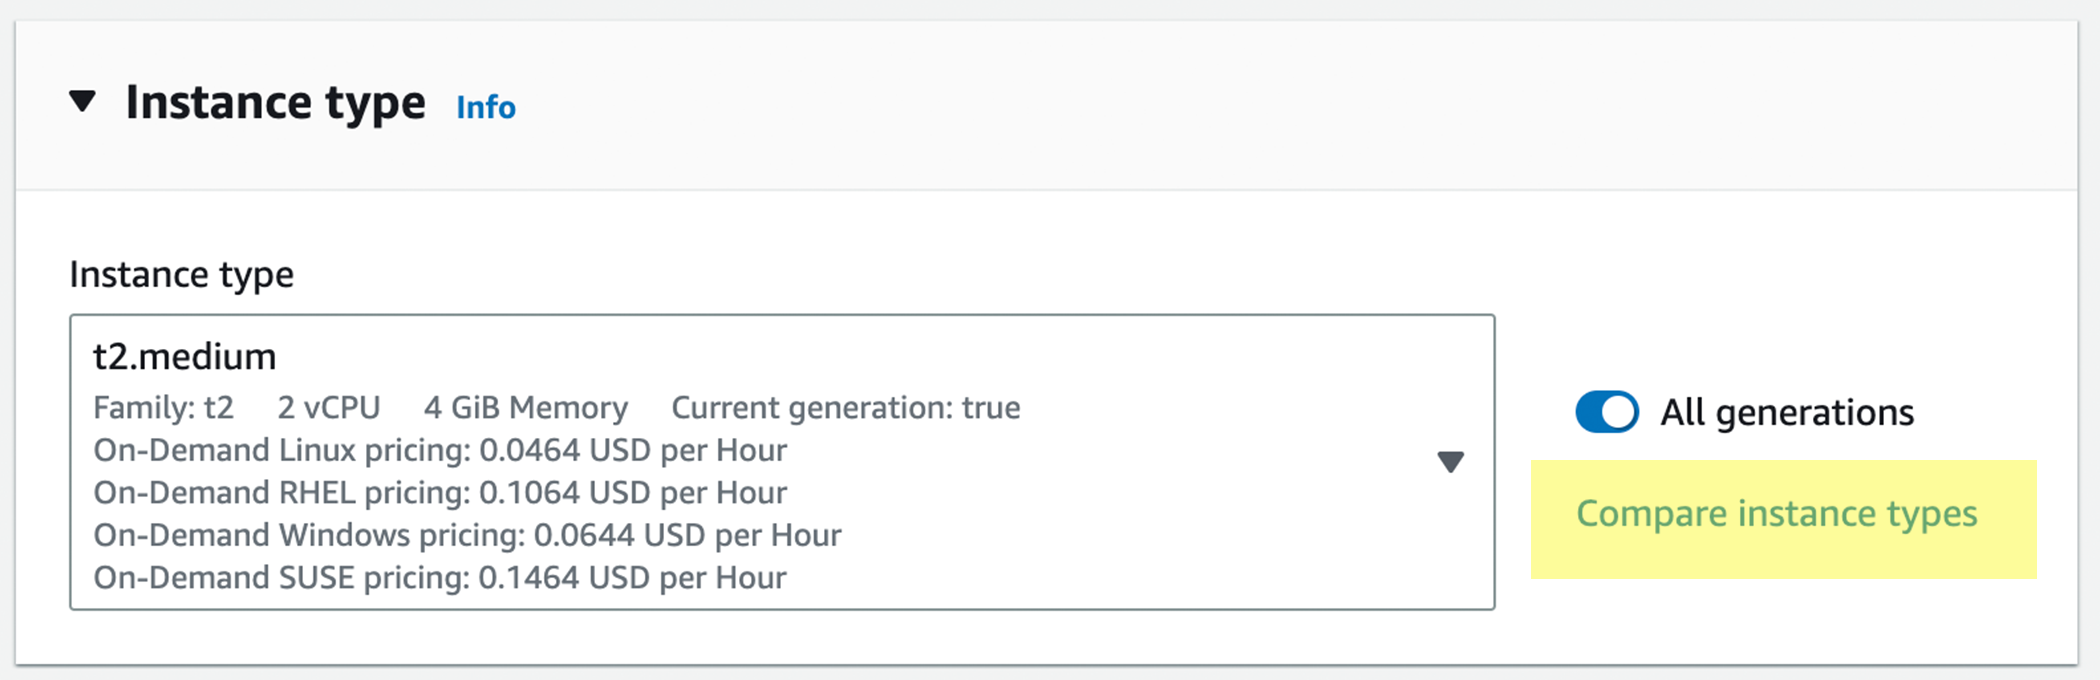 Instance type Info
Instance type
t2.medium
Family: t2 2 vCPU 4 GiB Memory Current generation: true
On-Demand Linux pricing: 0.0464 USD per Hour
On-Demand RHEL pricing: 0.1064 USD per Hour
On-Demand Windows pricing: 0.0644 USD per Hour
On-Demand SUSE pricing: 0.1464 USD per Hour
All generations
Compare instance types